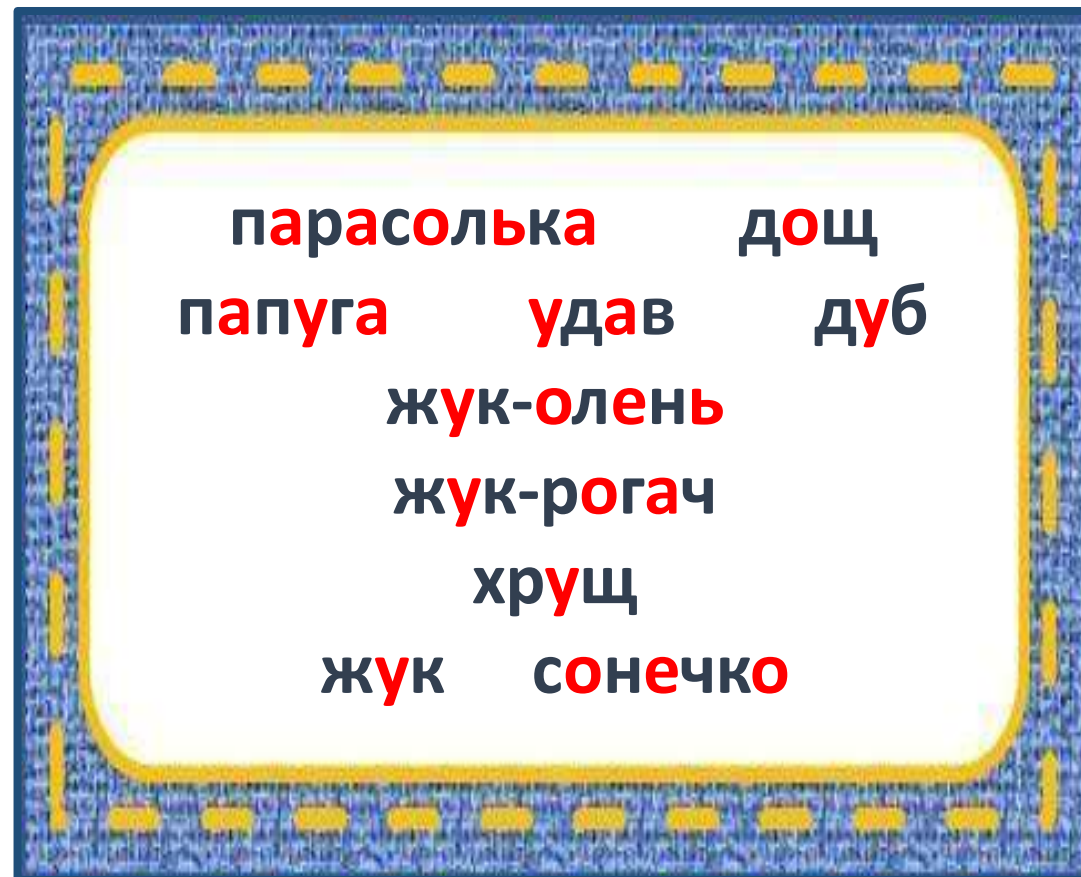 парасолька дощ
папуга удав дуб
жук-олень
жук-рогач
хрущ
жук сонечко